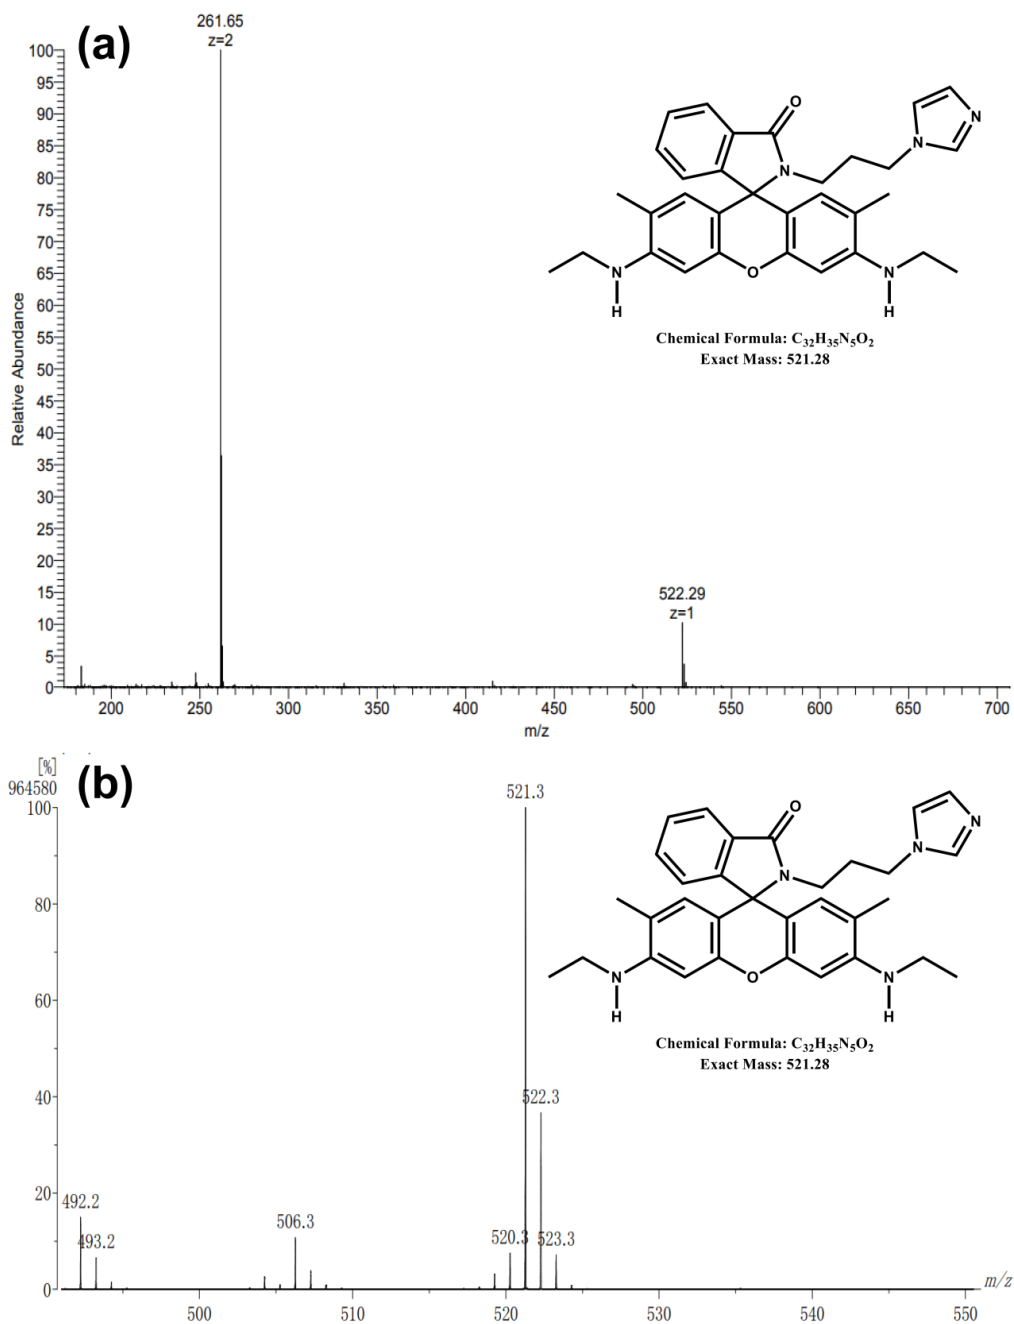 261.65
z=2
(a)
100
95
90
85
80
75
70
65
60
55
50
45
40
35
30
25
20
15
10
5
0
Relative Abundance
O
N
N
N
N
H
O
N
H
Chemical Formula: C₃₂H₃₅N₅O₂
Exact Mass: 521.28
522.29
z=1
200
250
300
350
400
450
500
550
600
650
700
m/z
[%]
964580
(b)
100
80
60
40
20
0
521.3
522.3
492.2
493.2
506.3
520.3
523.3
O
N
N
N
N
H
O
N
H
Chemical Formula: C₃₂H₃₅N₅O₂
Exact Mass: 521.28
m/z
500
510
520
530
540
550